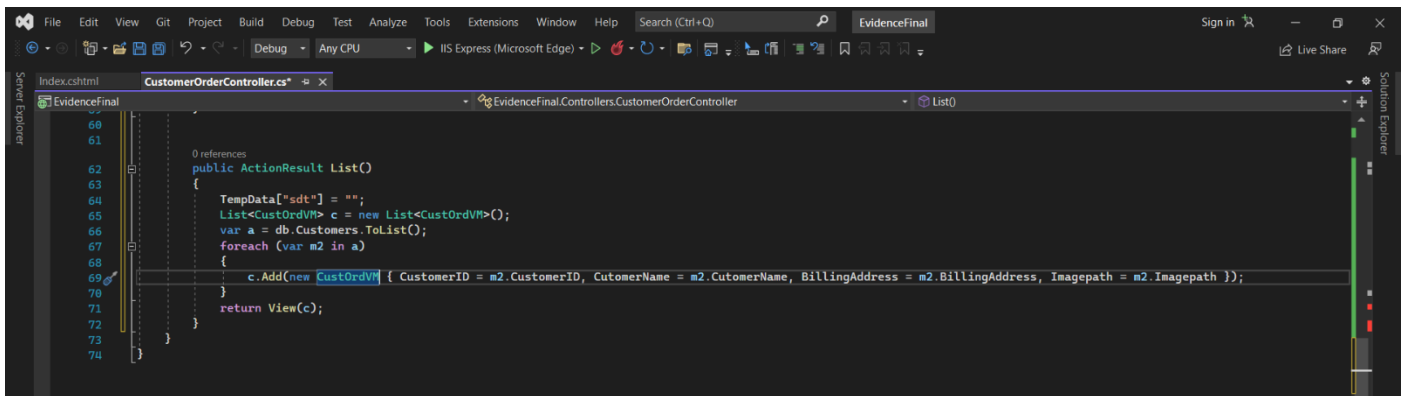 File Edit View Git Project Build Debug Test Analyze Tools Extensions Window Help Search (Ctrl+Q) EvidenceFinal Sign in
Debug Any CPU IIS Express (Microsoft Edge) Live Share
Server Explorer
Index.cshtml CustomerOrderController.cs*
EvidenceFinal EvidenceFinal.Controllers.CustomerOrderController List()
Solution Explorer
60
61
0 references
62 public ActionResult List()
63 {
64 TempData["sdt"] = "";
65 List<CustOrdVM> c = new List<CustOrdVM>();
66 var a = db.Customers.ToList();
67 foreach (var m2 in a)
68 {
69 c.Add(new CustOrdVM { CustomerID = m2.CustomerID, CutomerName = m2.CutomerName, BillingAddress = m2.BillingAddress, Imagepath = m2.Imagepath });
70 }
71 return View(c);
72 }
73 }
74 }